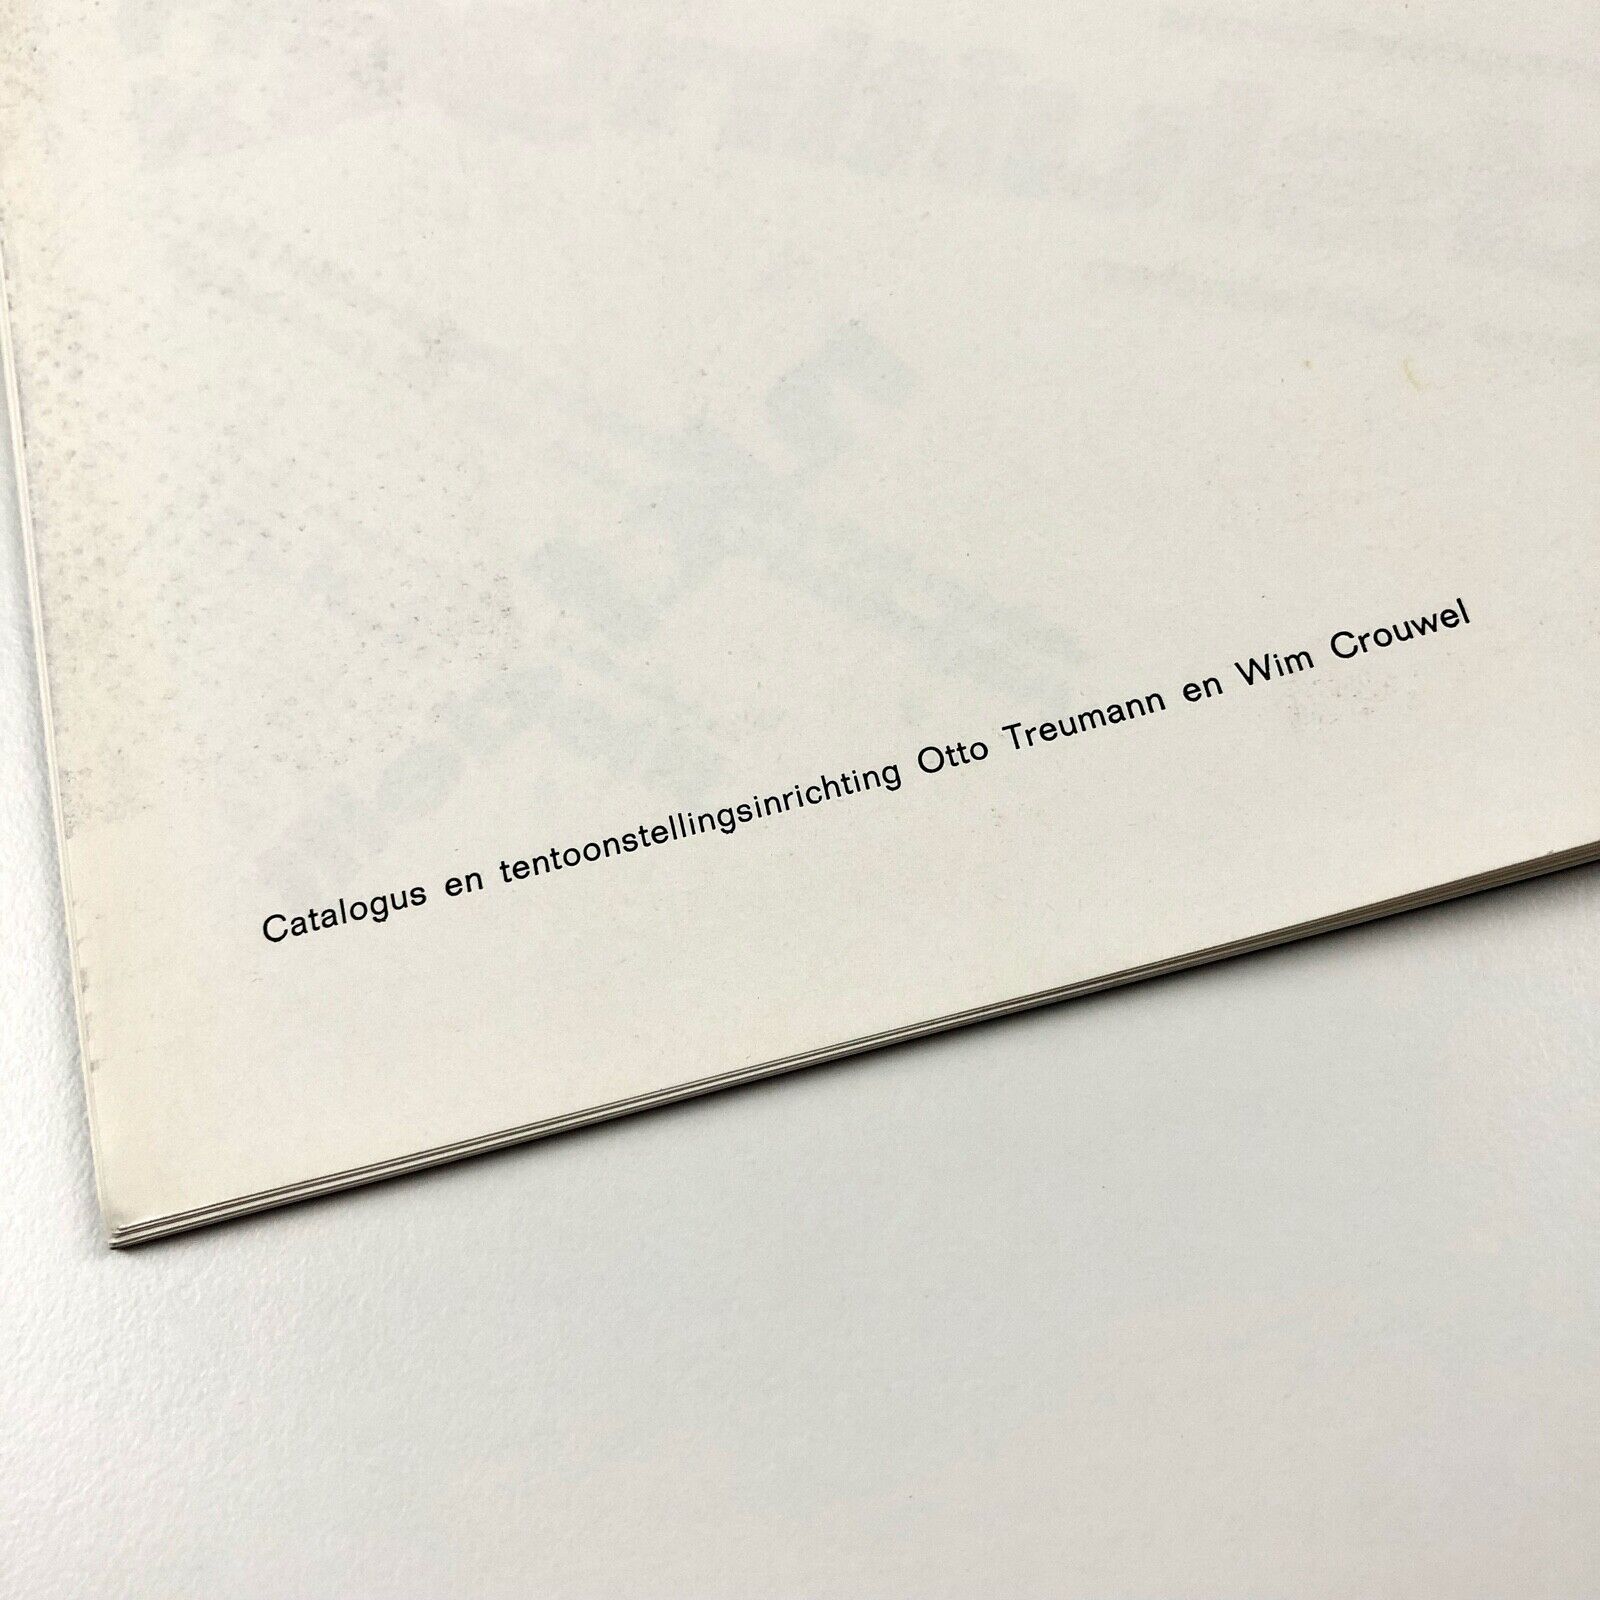 Catalogus en tentoonstellingsinrichting Otto Treumann en Wim Crouwel